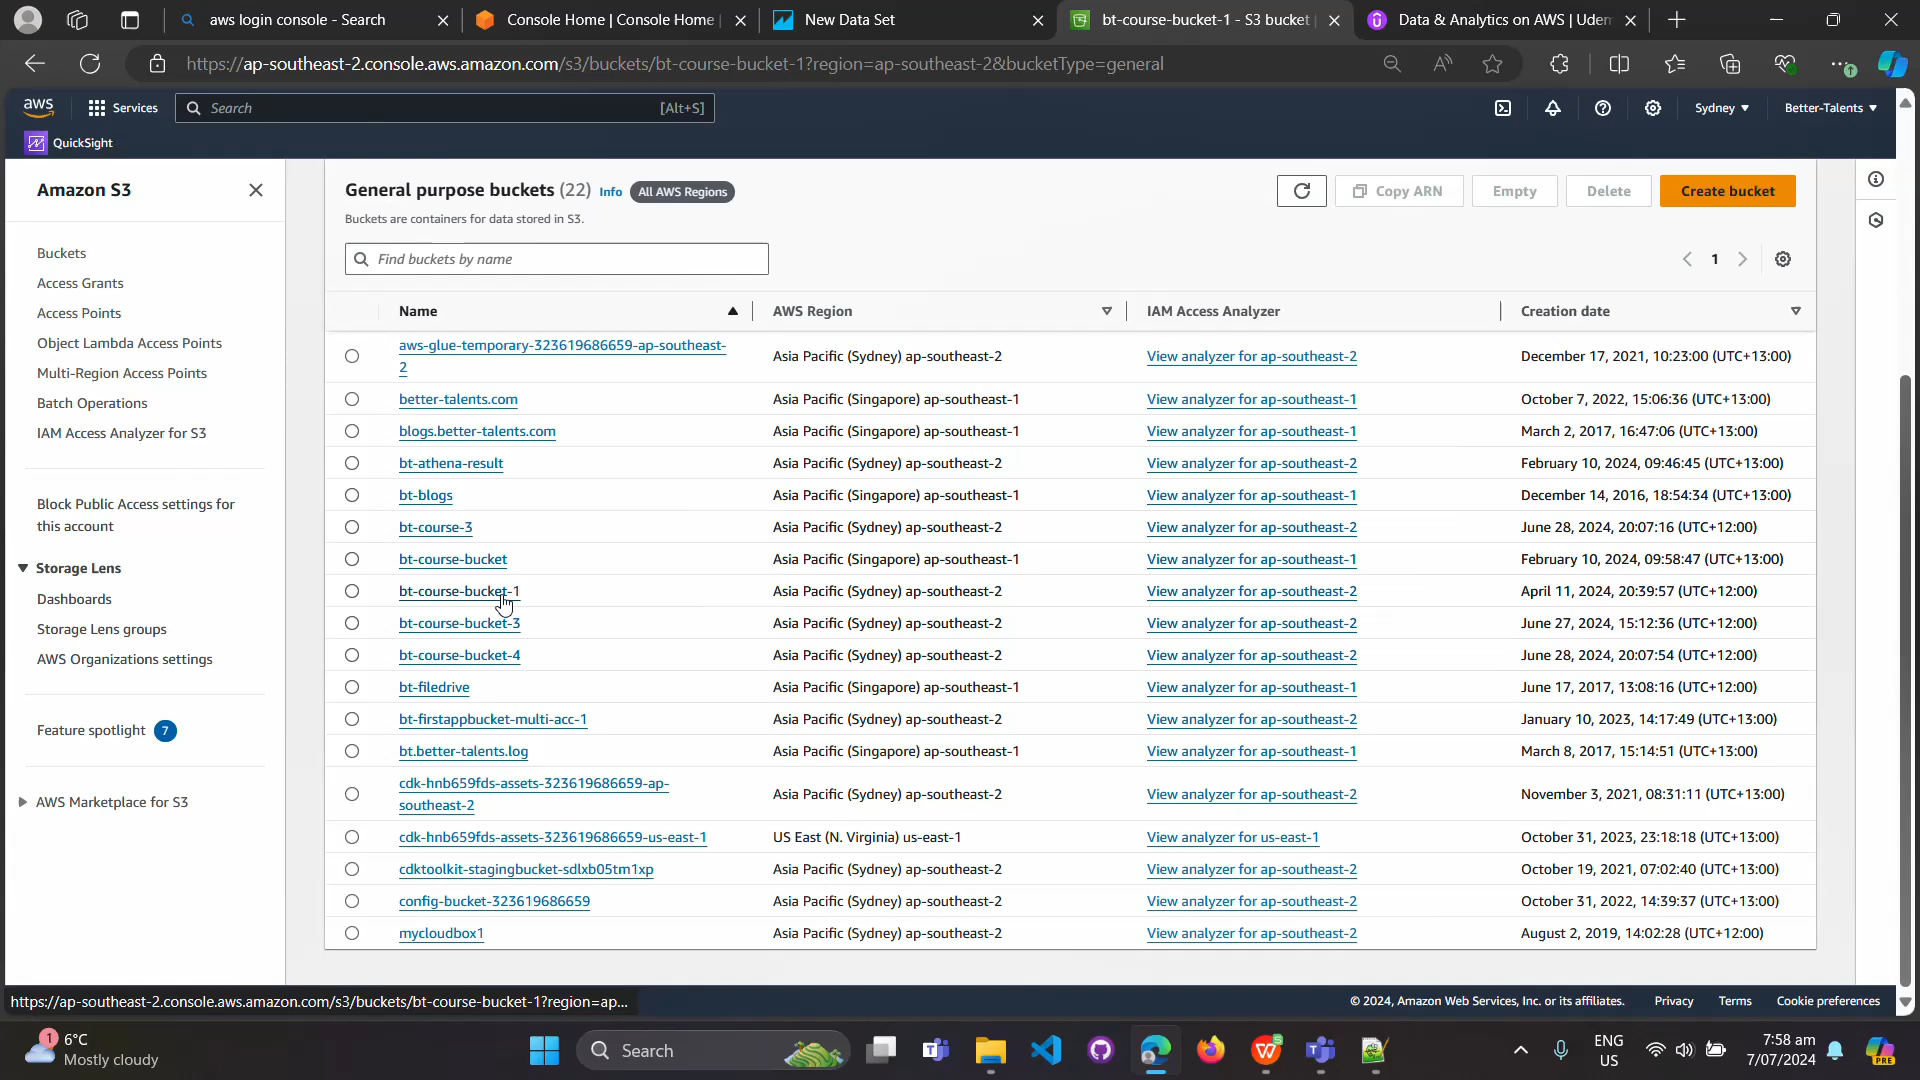 aws login console - Search
Console Home | Console Home
New Data Set
bt-course-bucket-1 - S3 bucket
Data & Analytics on AWS | Udem
https://ap-southeast-2.console.aws.amazon.com/s3/buckets/bt-course-bucket-1?region=ap-southeast-2&bucketType=general
aws
Services
Search
[Alt+S]
Sydney
Better-Talents
QuickSight
Amazon S3
Buckets
Access Grants
Access Points
Object Lambda Access Points
Multi-Region Access Points
Batch Operations
IAM Access Analyzer for S3
Block Public Access settings for
this account
Storage Lens
Dashboards
Storage Lens groups
AWS Organizations settings
Feature spotlight 7
AWS Marketplace for S3
General purpose buckets (22) Info All AWS Regions
Copy ARN
Empty
Delete
Create bucket
Buckets are containers for data stored in S3.
Find buckets by name
1
Name AWS Region IAM Access Analyzer Creation date
aws-glue-temporary-323619686659-ap-southeast-
2
Asia Pacific (Sydney) ap-southeast-2 View analyzer for ap-southeast-2 December 17, 2021, 10:23:00 (UTC+13:00)
better-talents.com Asia Pacific (Singapore) ap-southeast-1 View analyzer for ap-southeast-1 October 7, 2022, 15:06:36 (UTC+13:00)
blogs.better-talents.com Asia Pacific (Singapore) ap-southeast-1 View analyzer for ap-southeast-1 March 2, 2017, 16:47:06 (UTC+13:00)
bt-athena-result Asia Pacific (Sydney) ap-southeast-2 View analyzer for ap-southeast-2 February 10, 2024, 09:46:45 (UTC+13:00)
bt-blogs Asia Pacific (Singapore) ap-southeast-1 View analyzer for ap-southeast-1 December 14, 2016, 18:54:34 (UTC+13:00)
bt-course-3 Asia Pacific (Sydney) ap-southeast-2 View analyzer for ap-southeast-2 June 28, 2024, 20:07:16 (UTC+12:00)
bt-course-bucket Asia Pacific (Singapore) ap-southeast-1 View analyzer for ap-southeast-1 February 10, 2024, 09:58:47 (UTC+13:00)
bt-course-bucket-1 Asia Pacific (Sydney) ap-southeast-2 View analyzer for ap-southeast-2 April 11, 2024, 20:39:57 (UTC+12:00)
bt-course-bucket-3 Asia Pacific (Sydney) ap-southeast-2 View analyzer for ap-southeast-2 June 27, 2024, 15:12:36 (UTC+12:00)
bt-course-bucket-4 Asia Pacific (Sydney) ap-southeast-2 View analyzer for ap-southeast-2 June 28, 2024, 20:07:54 (UTC+12:00)
bt-filedrive Asia Pacific (Singapore) ap-southeast-1 View analyzer for ap-southeast-1 June 17, 2017, 13:08:16 (UTC+12:00)
bt-firstappbucket-multi-acc-1 Asia Pacific (Sydney) ap-southeast-2 View analyzer for ap-southeast-2 January 10, 2023, 14:17:49 (UTC+13:00)
bt.better-talents.log Asia Pacific (Singapore) ap-southeast-1 View analyzer for ap-southeast-1 March 8, 2017, 15:14:51 (UTC+13:00)
cdk-hnb659fds-assets-323619686659-ap-
southeast-2
Asia Pacific (Sydney) ap-southeast-2 View analyzer for ap-southeast-2 November 3, 2021, 08:31:11 (UTC+13:00)
cdk-hnb659fds-assets-323619686659-us-east-1 US East (N. Virginia) us-east-1 View analyzer for us-east-1 October 31, 2023, 23:18:18 (UTC+13:00)
cdktoolkit-stagingbucket-sdlxb05tm1xp Asia Pacific (Sydney) ap-southeast-2 View analyzer for ap-southeast-2 October 19, 2021, 07:02:40 (UTC+13:00)
config-bucket-323619686659 Asia Pacific (Sydney) ap-southeast-2 View analyzer for ap-southeast-2 October 31, 2022, 14:39:37 (UTC+13:00)
mycloudbox1 Asia Pacific (Sydney) ap-southeast-2 View analyzer for ap-southeast-2 August 2, 2019, 14:02:28 (UTC+12:00)
https://ap-southeast-2.console.aws.amazon.com/s3/buckets/bt-course-bucket-1?region=ap...
© 2024, Amazon Web Services, Inc. or its affiliates.
Privacy
Terms
Cookie preferences
1
6°C
Mostly cloudy
Search
ENG
US
7:58 am
7/07/2024
PRE